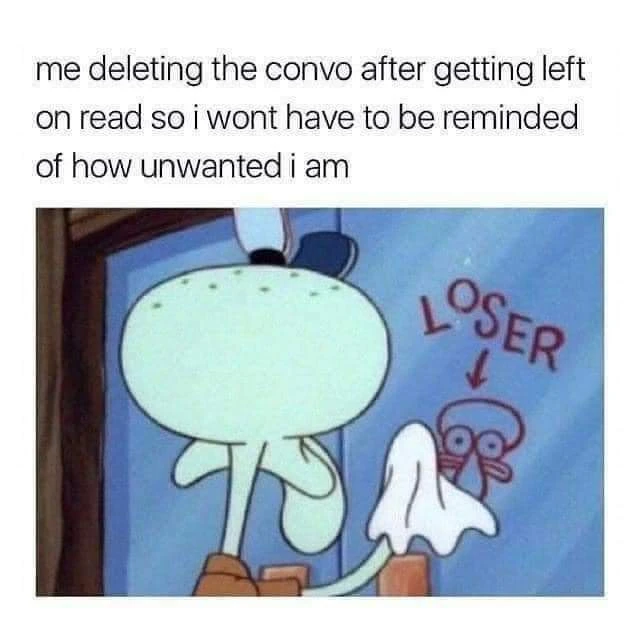 me deleting the convo after getting left
on read so i wont have to be reminded
of how unwanted i am
LOSER